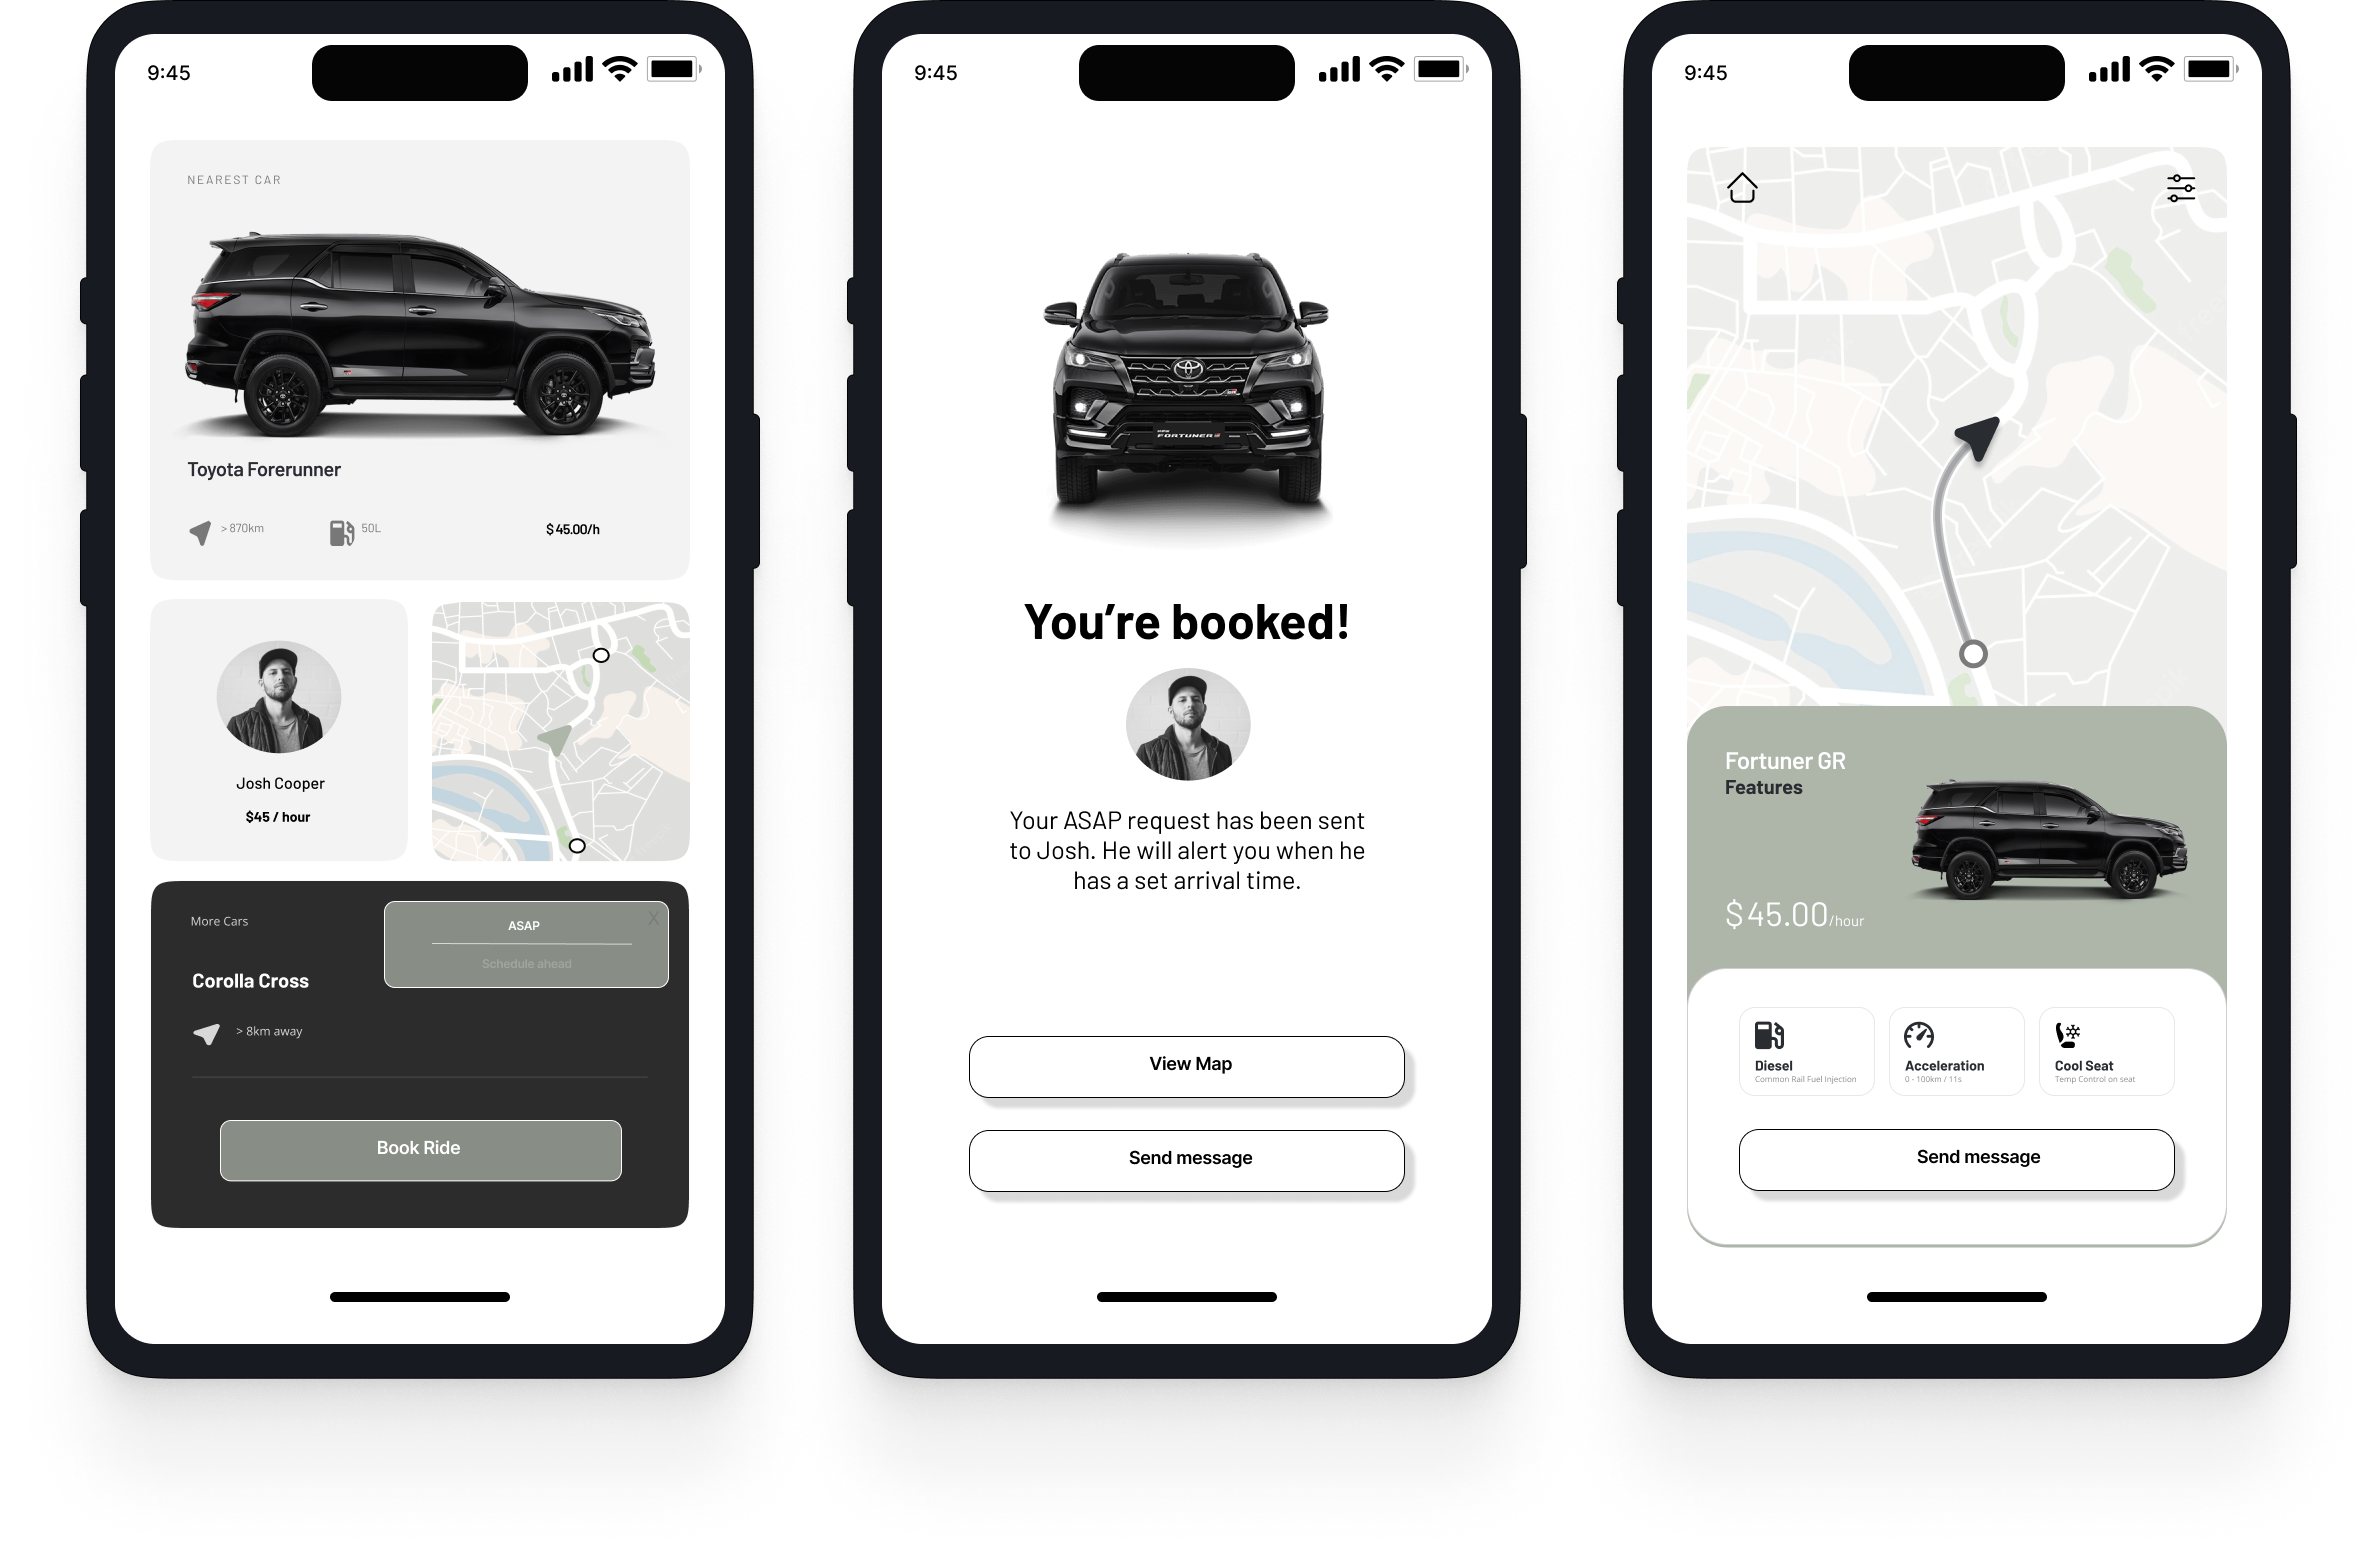 9:45
NEAREST CAR
Toyota Forerunner
> 870km
50L
$45.00/h
Josh Cooper
$45 / hour
More Cars
ASAP
X
Schedule ahead
Corolla Cross
> 8km away
Book Ride
9:45
FORTUNER
You're booked!
Your ASAP request has been sent
to Josh. He will alert you when he
has a set arrival time.
View Map
Send message
9:45
Fortuner GR
Features
$45.00/hour
Diesel
Common Rail Fuel Injection
Acceleration
0 - 100km / 11s
Cool Seat
Temp Control on seat
Send message